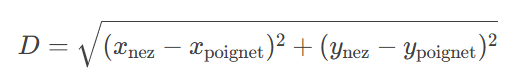 D = √(x_nez − x_poignet)² + (y_nez − y_poignet)²